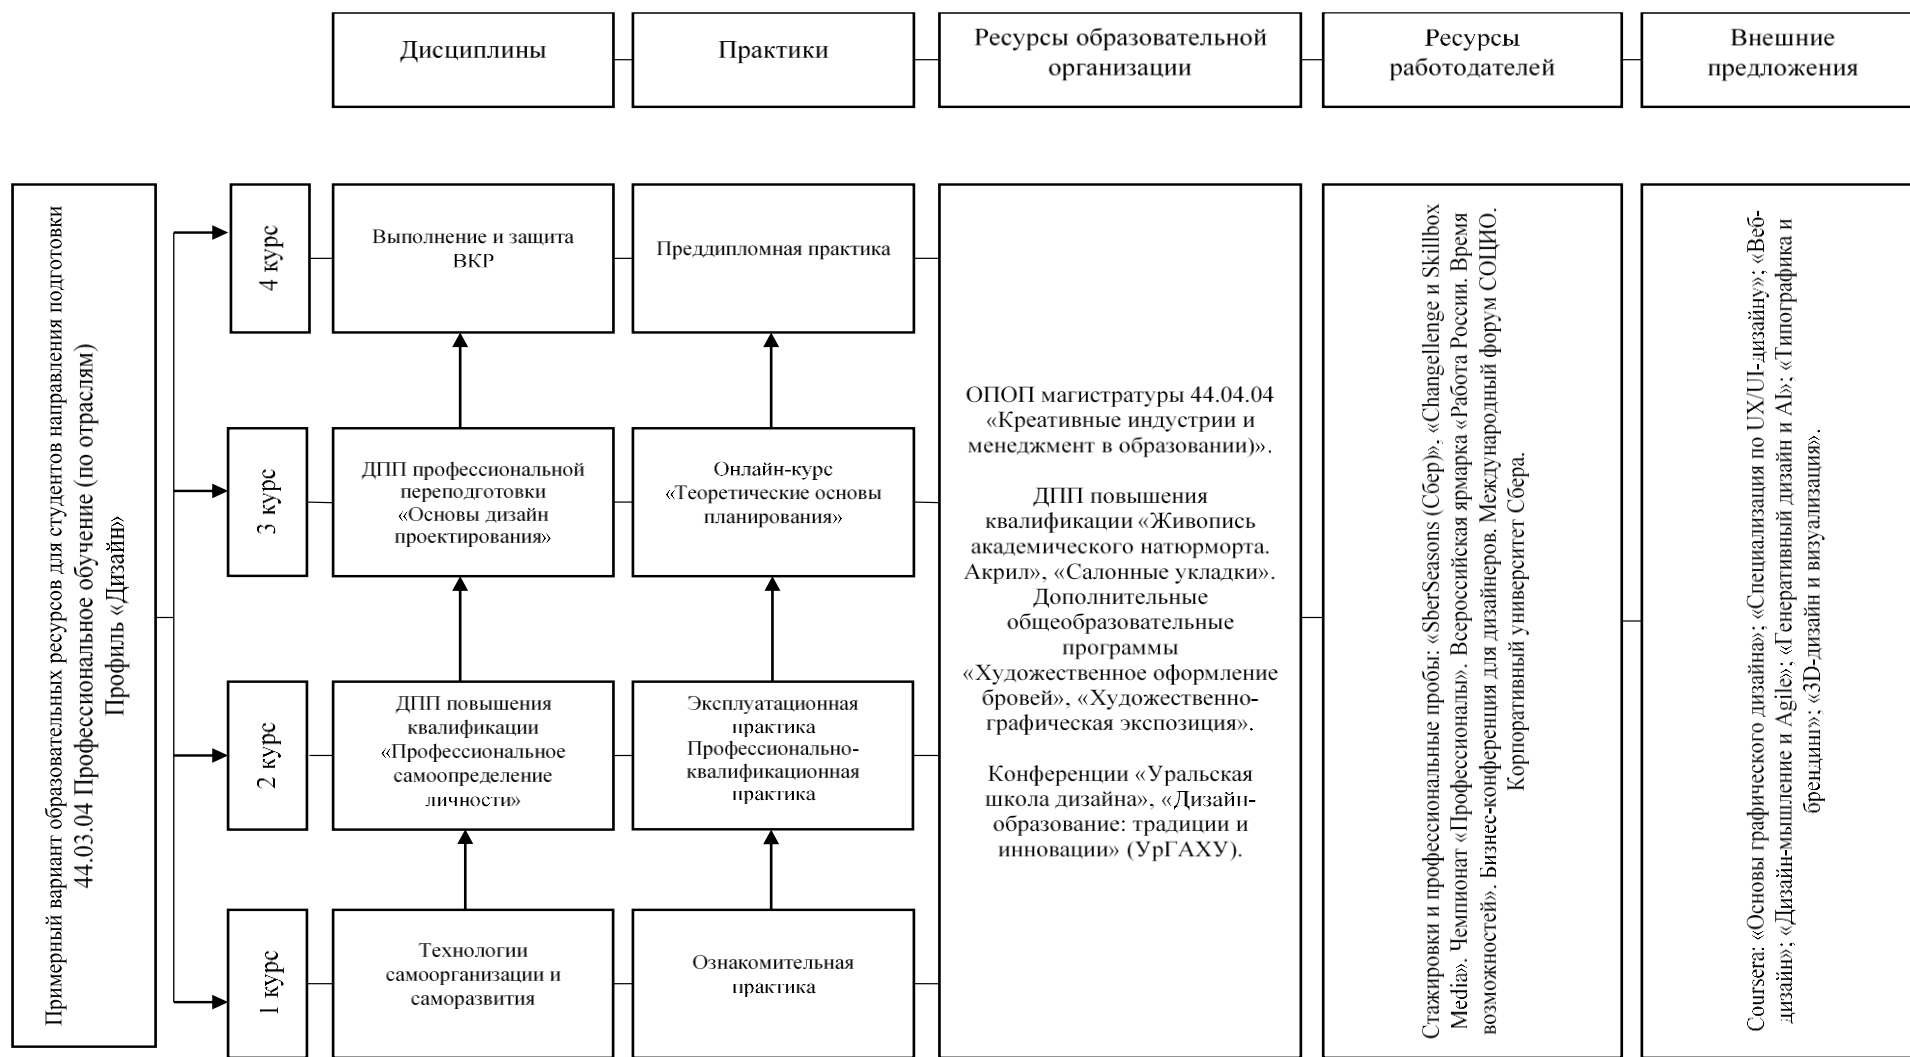 Дисциплины
Практики
Ресурсы образовательной
организации
Ресурсы
работодателей
Внешние
предложения
Примерный вариант образовательных ресурсов для студентов направления подготовки
44.03.04 Профессиональное обучение (по отраслям)
Профиль «Дизайн»
4 курс
Выполнение и защита
ВКР
Преддипломная практика
3 курс
ДПП профессиональной
переподготовки
«Основы дизайн
проектирования»
Онлайн-курс
«Теоретические основы
планирования»
2 курс
ДПП повышения
квалификации
«Профессиональное
самоопределение
личности»
Эксплуатационная
практика
Профессионально-
квалификационная
практика
1 курс
Технологии
самоорганизации и
саморазвития
Ознакомительная
практика
ОПОП магистратуры 44.04.04
«Креативные индустрии и
менеджмент в образовании)».
ДПП повышения
квалификации «Живопись
академического натюрморта.
Акрил», «Салонные укладки».
Дополнительные
общеобразовательные
программы
«Художественное оформление
бровей», «Художественно-
графическая экспозиция».
Конференции «Уральская
школа дизайна», «Дизайн-
образование: традиции и
инновации» (УрГАХУ).
Стажировки и профессиональные пробы: «SberSeasons (Сбер)», «Changellenge и Skillbox
Media». Чемпионат «Профессионалы». Всероссийская ярмарка «Работа России. Время
возможностей». Бизнес-конференция для дизайнеров. Международный форум СОЦИО.
Корпоративный университет Сбера.
Coursera: «Основы графического дизайна»; «Специализация по UX/UI-дизайну»; «Веб-
дизайн»; «Дизайн-мышление и Agile»; «Генеративный дизайн и AI»; «Типографика и
брендинг»; «3D-дизайн и визуализация».